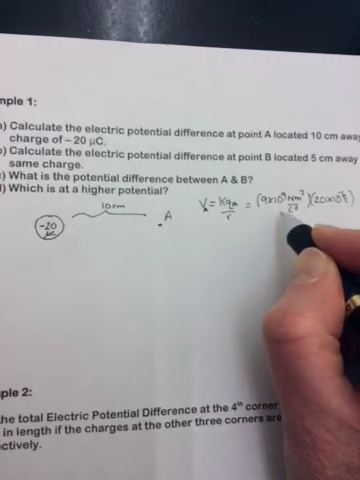 mple 1:
a) Calculate the electric potential difference at point A located 10 cm away
charge of – 20 µC.
b) Calculate the electric potential difference at point B located 5 cm away
same charge.
c) What is the potential difference between A & B?
d) Which is at a higher potential?
10cm
A
-20
µC
V = Kq = (9x10⁹ Nm²
r
C²
mple 2:
the total Electric Potential Difference at the 4th corner
in length if the charges at the other three corners are
ectively.